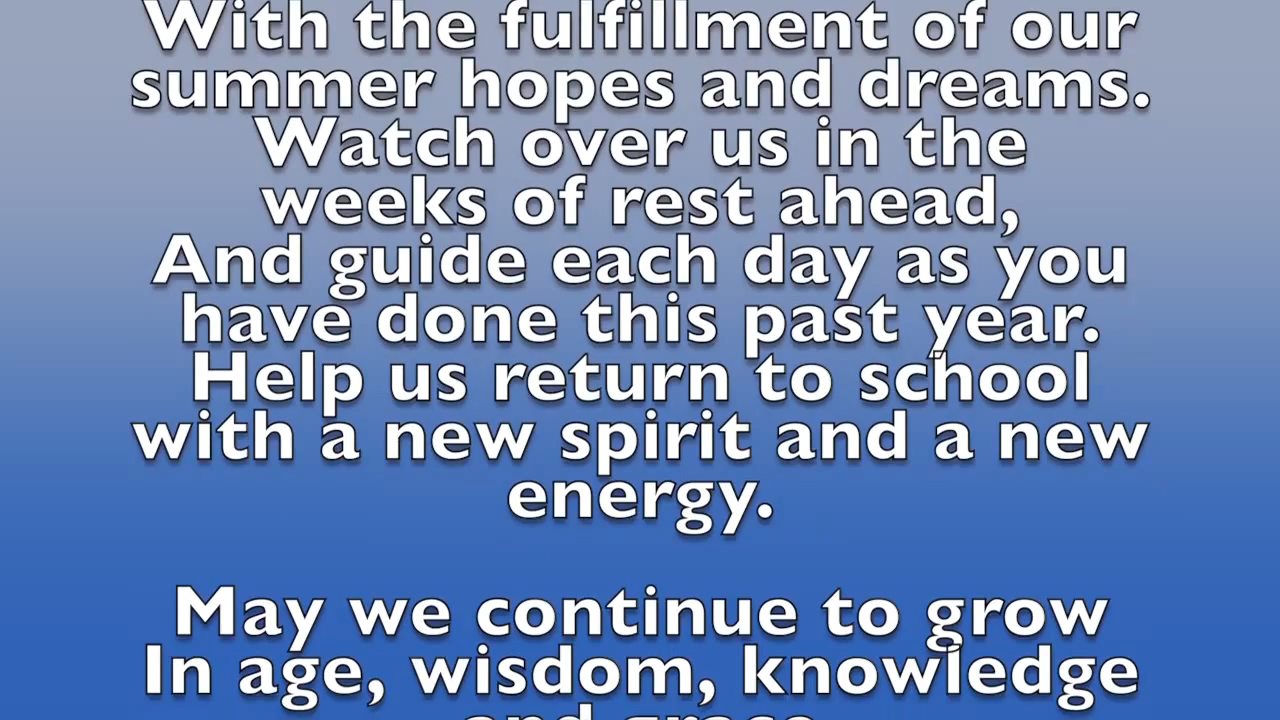 With the fulfillment of our
summer hopes and dreams.
Watch over us in the
weeks of rest ahead,
And guide each day as you
have done this past year.
Help us return to school
with a new spirit and a new
energy.
May we continue to grow
In age, wisdom, knowledge
and grace